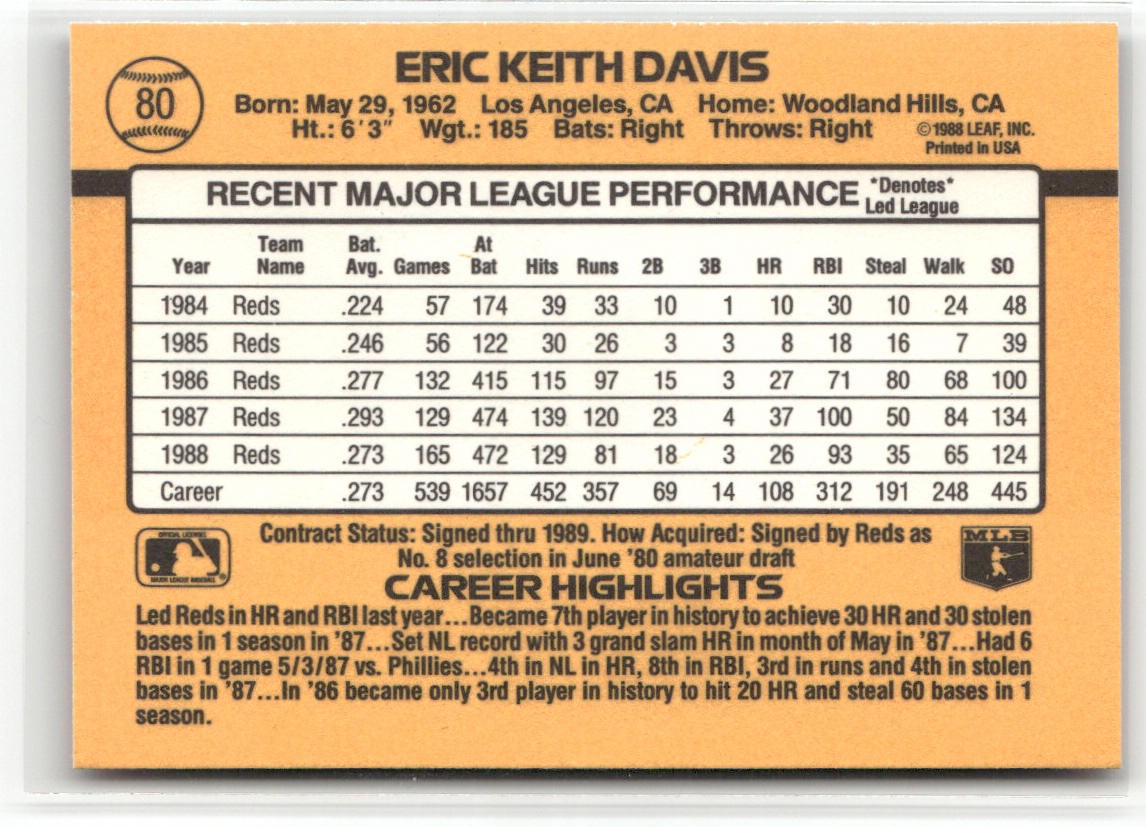 80
ERIC KEITH DAVIS
Born: May 29, 1962 Los Angeles, CA Home: Woodland Hills, CA
Ht.: 6'3" Wgt.: 185 Bats: Right Throws: Right ©1988 LEAF, INC.
Printed in USA
RECENT MAJOR LEAGUE PERFORMANCE *Denotes*
Led League
Year Team Name Bat. Avg. Games At Bat Hits Runs 2B 3B HR RBI Steal Walk SO
1984 Reds .224 57 174 39 33 10 1 10 30 10 24 48
1985 Reds .246 56 122 30 26 3 3 8 18 16 7 39
1986 Reds .277 132 415 115 97 15 3 27 71 80 68 100
1987 Reds .293 129 474 139 120 23 4 37 100 50 84 134
1988 Reds .273 165 472 129 81 18 3 26 93 35 65 124
Career .273 539 1657 452 357 69 14 108 312 191 248 445
OFFICIAL LICENSEE
MAJOR LEAGUE BASEBALL
Contract Status: Signed thru 1989. How Acquired: Signed by Reds as
No. 8 selection in June '80 amateur draft
MLB
CAREER HIGHLIGHTS
Led Reds in HR and RBI last year...Became 7th player in history to achieve 30 HR and 30 stolen
bases in 1 season in '87...Set NL record with 3 grand slam HR in month of May in '87...Had 6
RBI in 1 game 5/3/87 vs. Phillies...4th in NL in HR, 8th in RBI, 3rd in runs and 4th in stolen
bases in '87...In '86 became only 3rd player in history to hit 20 HR and steal 60 bases in 1
season.